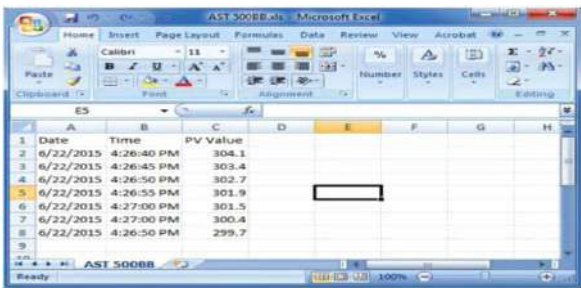 AST 500BB.xls - Microsoft Excel
Home Insert Page Layout Formulas Data Review View Acrobat
Calibri 11
Paste B I U A A
A
% Number Styles Cells
Clipboard Font Alignment Editing
E5 fx
A B C D E F G H
1 Date Time PV Value
2 6/22/2015 4:26:40 PM 304.1
3 6/22/2015 4:26:45 PM 303.4
4 6/22/2015 4:26:50 PM 302.7
5 6/22/2015 4:26:55 PM 301.9
6 6/22/2015 4:27:00 PM 301.5
7 6/22/2015 4:27:00 PM 300.4
8 6/22/2015 4:26:50 PM 299.7
9
AST 500BB
Ready 100%